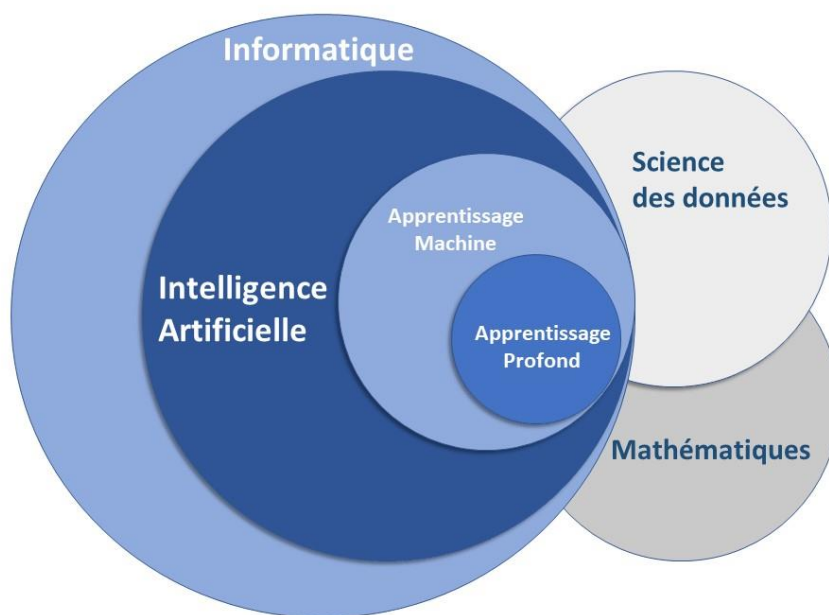 Informatique
Science
des données
Apprentissage
Machine
Intelligence
Artificielle
Apprentissage
Profond
Mathématiques